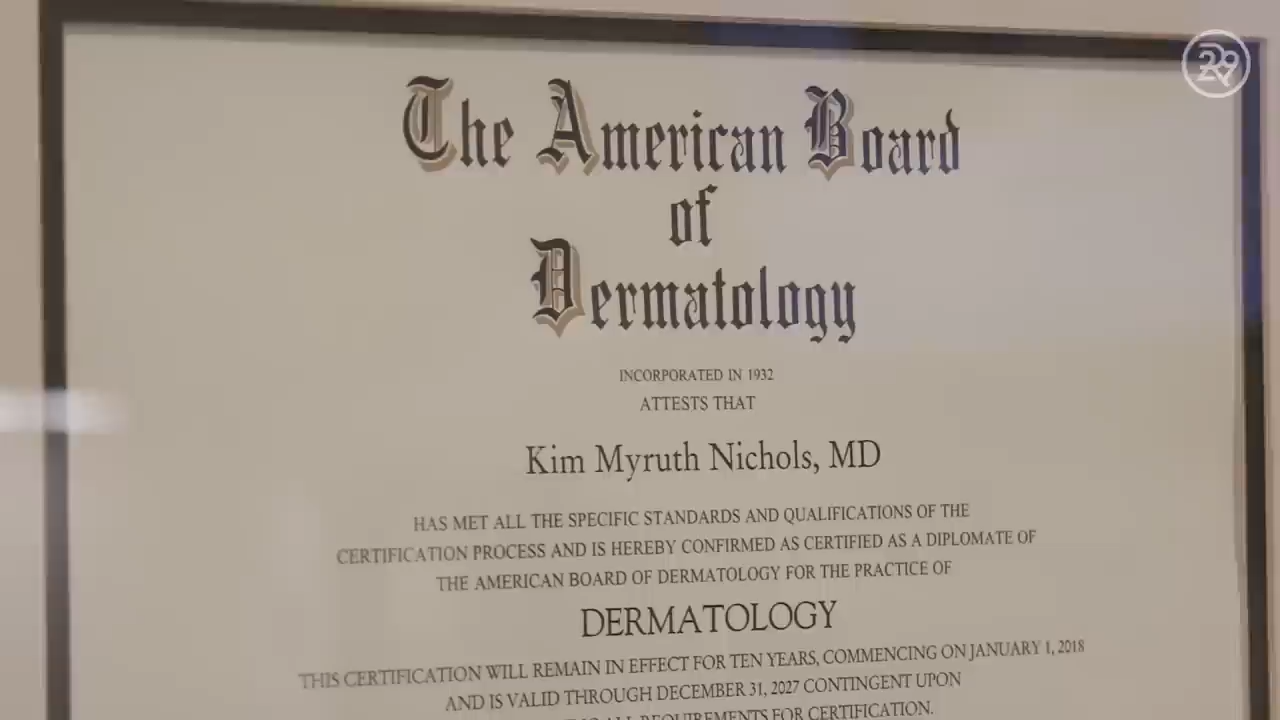 R29
The American Board
of
Dermatology
INCORPORATED IN 1932
ATTESTS THAT
Kim Myruth Nichols, MD
HAS MET ALL THE SPECIFIC STANDARDS AND QUALIFICATIONS OF THE
CERTIFICATION PROCESS AND IS HEREBY CONFIRMED AS CERTIFIED AS A DIPLOMATE OF
THE AMERICAN BOARD OF DERMATOLOGY FOR THE PRACTICE OF
DERMATOLOGY
THIS CERTIFICATION WILL REMAIN IN EFFECT FOR TEN YEARS, COMMENCING ON JANUARY 1, 2018
AND IS VALID THROUGH DECEMBER 31, 2027 CONTINGENT UPON
ALL REQUIREMENTS FOR CERTIFICATION.